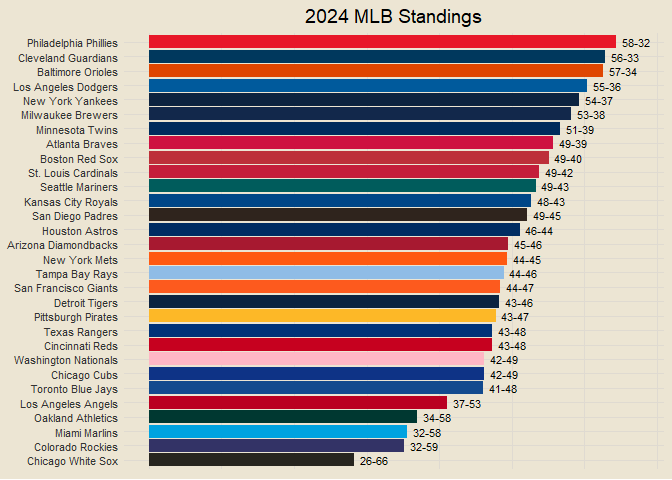 2024 MLB Standings
Philadelphia Phillies 58-32
Cleveland Guardians 56-33
Baltimore Orioles 57-34
Los Angeles Dodgers 55-36
New York Yankees 54-37
Milwaukee Brewers 53-38
Minnesota Twins 51-39
Atlanta Braves 49-39
Boston Red Sox 49-40
St. Louis Cardinals 49-42
Seattle Mariners 49-43
Kansas City Royals 48-43
San Diego Padres 49-45
Houston Astros 46-44
Arizona Diamondbacks 45-46
New York Mets 44-45
Tampa Bay Rays 44-46
San Francisco Giants 44-47
Detroit Tigers 43-46
Pittsburgh Pirates 43-47
Texas Rangers 43-48
Cincinnati Reds 43-48
Washington Nationals 42-49
Chicago Cubs 42-49
Toronto Blue Jays 41-48
Los Angeles Angels 37-53
Oakland Athletics 34-58
Miami Marlins 32-58
Colorado Rockies 32-59
Chicago White Sox 26-66